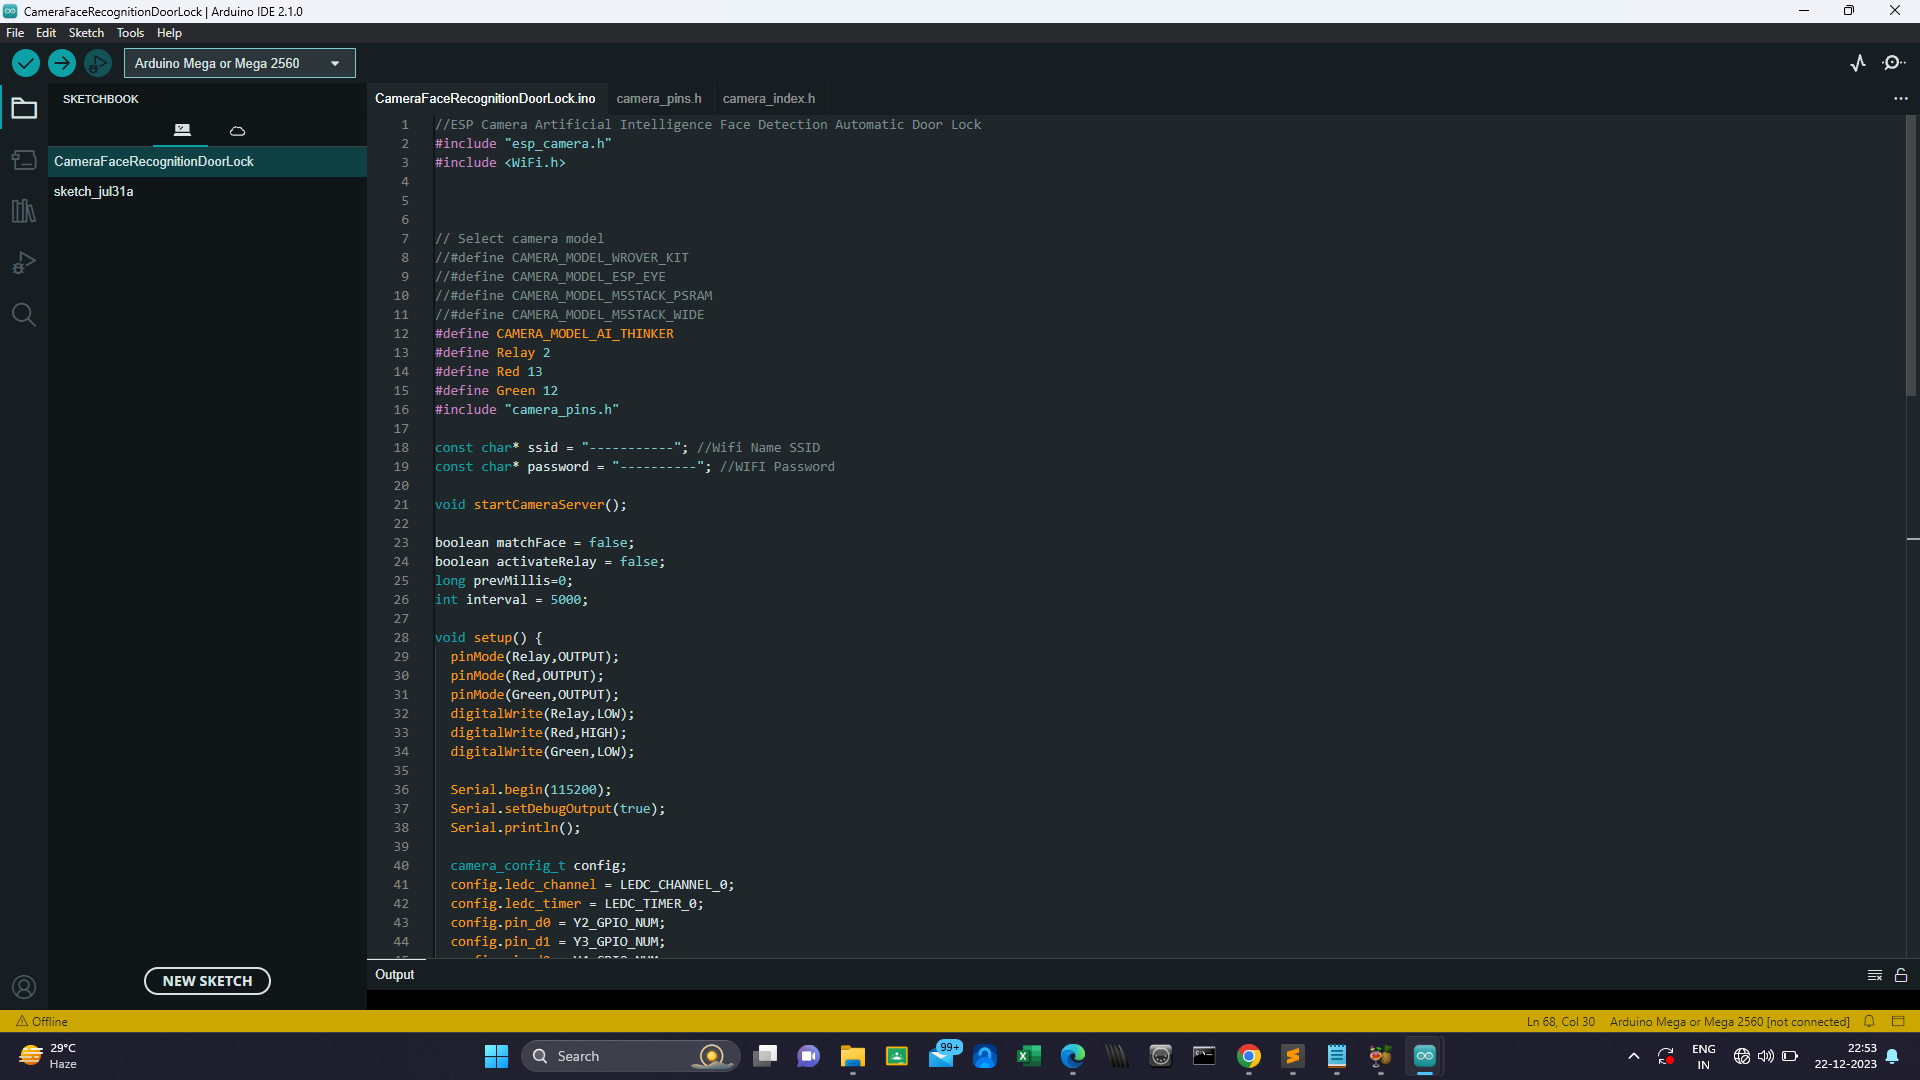 CameraFaceRecognitionDoorLock | Arduino IDE 2.1.0
File Edit Sketch Tools Help
Arduino Mega or Mega 2560
SKETCHBOOK
CameraFaceRecognitionDoorLock
sketch_jul31a
NEW SKETCH
CameraFaceRecognitionDoorLock.ino camera_pins.h camera_index.h
1 //ESP Camera Artificial Intelligence Face Detection Automatic Door Lock
2 #include "esp_camera.h"
3 #include <WiFi.h>
4
5
6
7 // Select camera model
8 //#define CAMERA_MODEL_WROVER_KIT
9 //#define CAMERA_MODEL_ESP_EYE
10 //#define CAMERA_MODEL_M5STACK_PSRAM
11 //#define CAMERA_MODEL_M5STACK_WIDE
12 #define CAMERA_MODEL_AI_THINKER
13 #define Relay 2
14 #define Red 13
15 #define Green 12
16 #include "camera_pins.h"
17
18 const char* ssid = "-----------"; //Wifi Name SSID
19 const char* password = "----------"; //WIFI Password
20
21 void startCameraServer();
22
23 boolean matchFace = false;
24 boolean activateRelay = false;
25 long prevMillis=0;
26 int interval = 5000;
27
28 void setup() {
29 pinMode(Relay,OUTPUT);
30 pinMode(Red,OUTPUT);
31 pinMode(Green,OUTPUT);
32 digitalWrite(Relay,LOW);
33 digitalWrite(Red,HIGH);
34 digitalWrite(Green,LOW);
35
36 Serial.begin(115200);
37 Serial.setDebugOutput(true);
38 Serial.println();
39
40 camera_config_t config;
41 config.ledc_channel = LEDC_CHANNEL_0;
42 config.ledc_timer = LEDC_TIMER_0;
43 config.pin_d0 = Y2_GPIO_NUM;
44 config.pin_d1 = Y3_GPIO_NUM;
Output
Offline
Ln 68, Col 30 Arduino Mega or Mega 2560 [not connected]
29°C
Haze
Search
99+
ENG
IN
22:53
22-12-2023